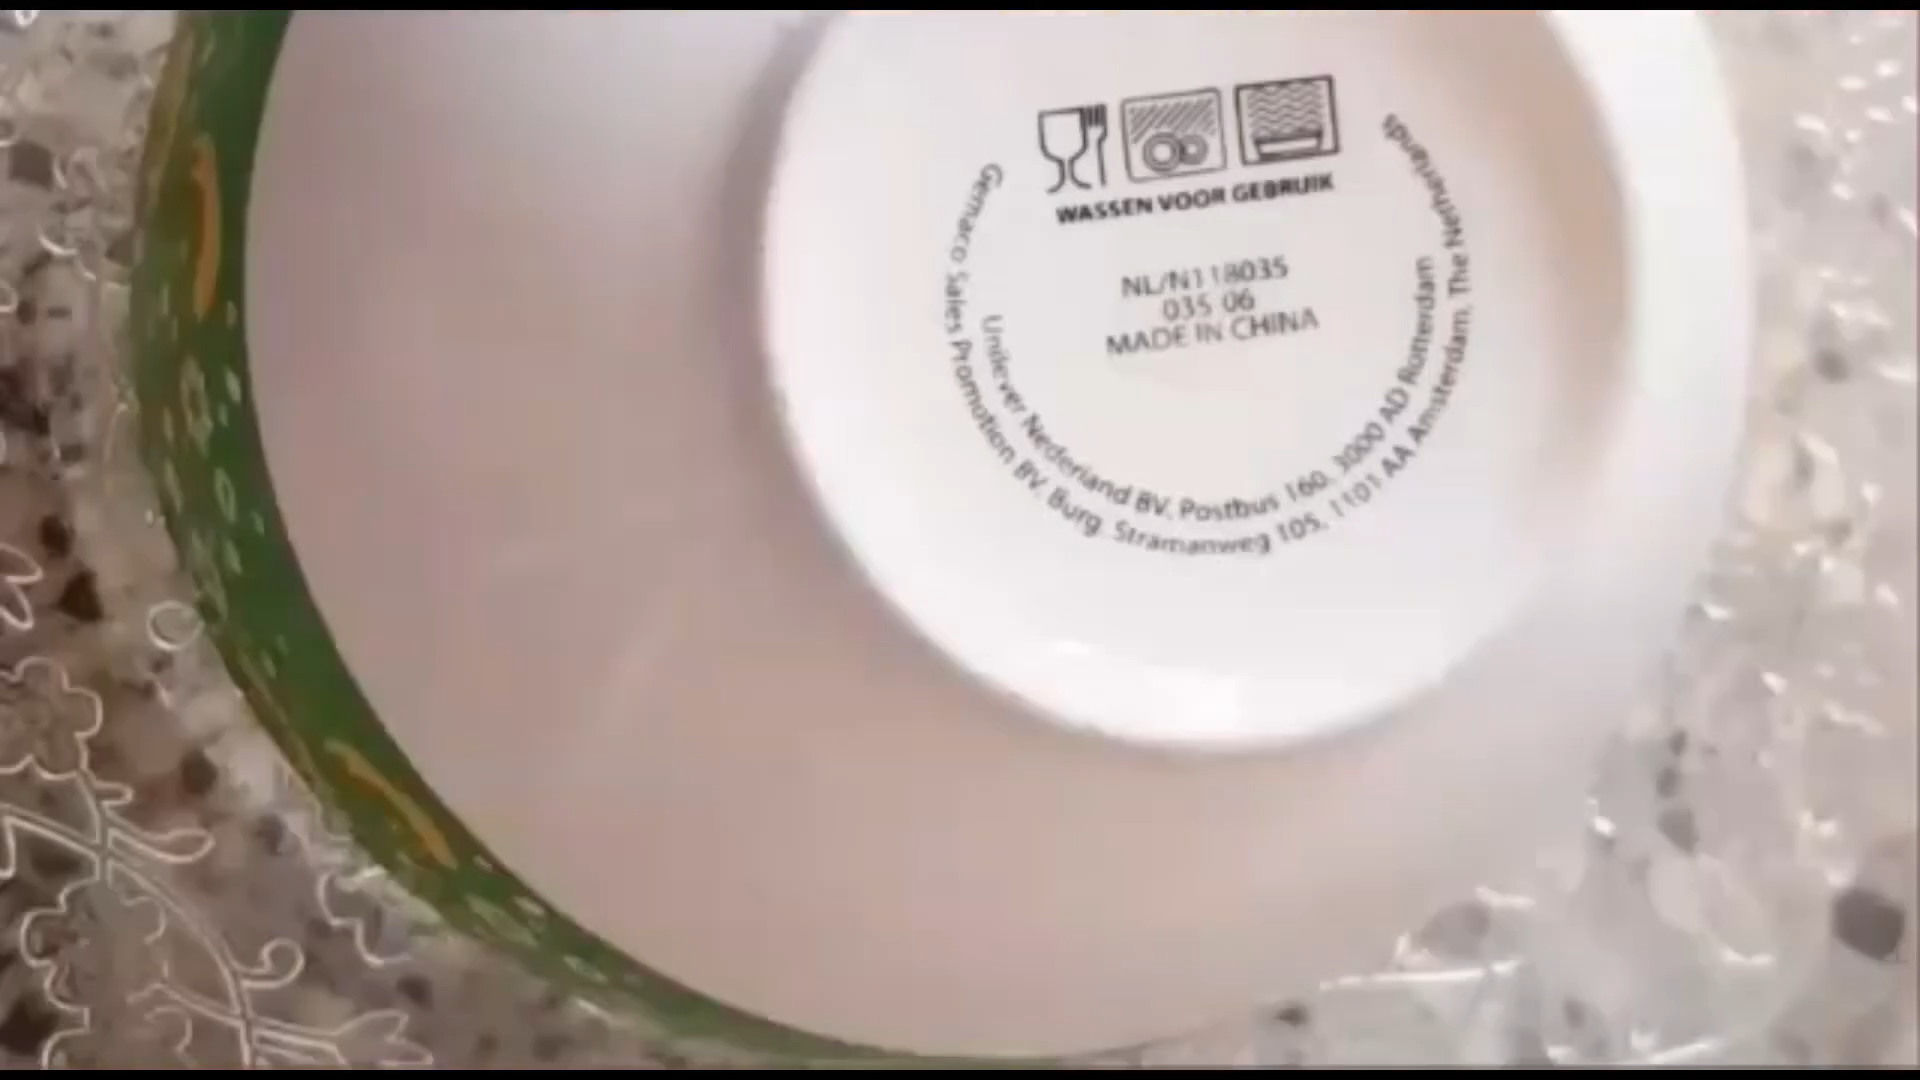 WASSEN VOOR GEBRUIK
NL/N118035
035 06
MADE IN CHINA
Unilever Nederland BV, Postbus 160, 3000 AD Rotterdam
Gemaco Sales Promotion BV, Burg. Stramanweg 105, 1101 AA Amsterdam, The Netherlands